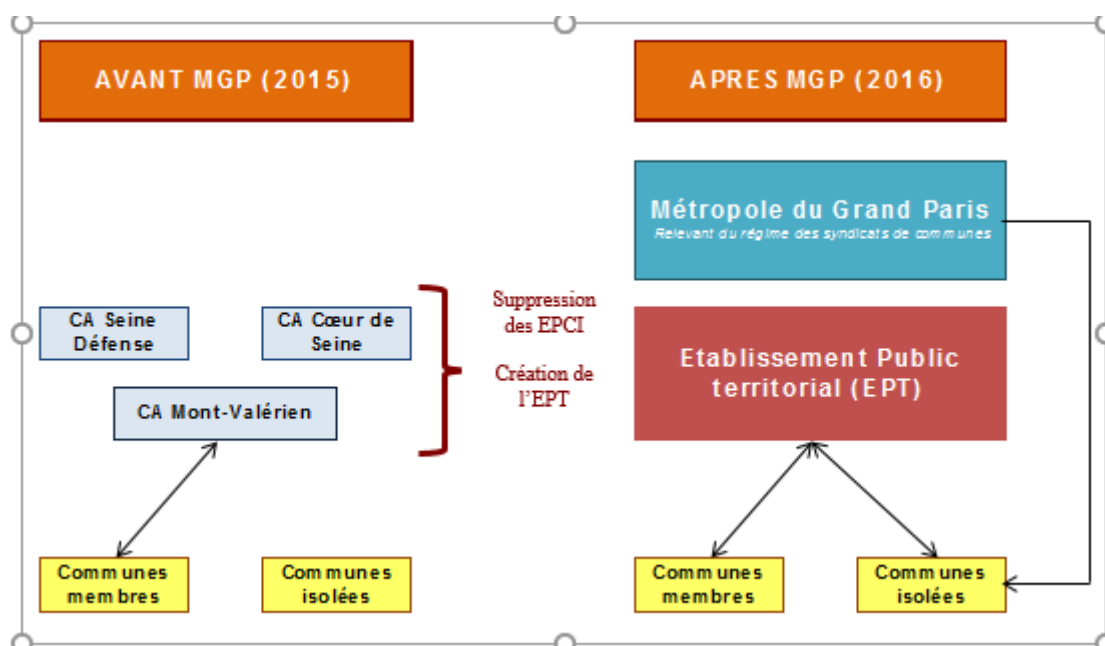 AVANT MGP (2015)
APRES MGP (2016)
Métropole du Grand Paris
Relevant du régime des syndicats de communes
CA Seine
Défense
CA Cœur de
Seine
CA Mont-Valérien
Suppression
des EPCI
Création de
l'EPT
Etablissement Public
territorial (EPT)
Communes
membres
Communes
isolées
Communes
membres
Communes
isolées